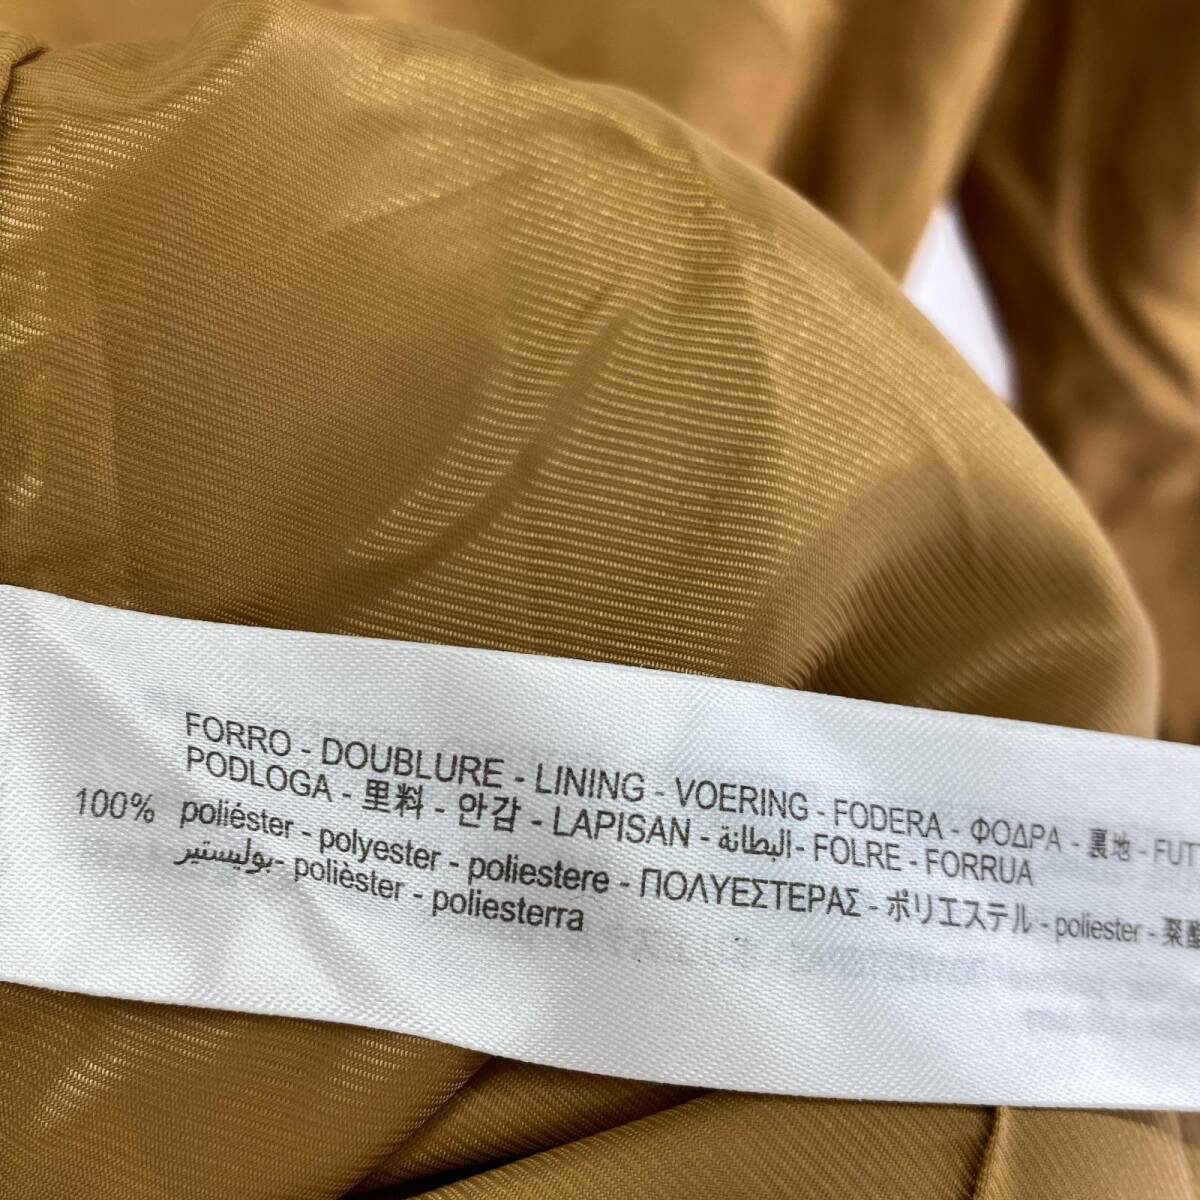 FORRO - DOUBLURE - LINING - VOERING - FODERA - ΦΟΔΡΑ - 裏地 - FUT
PODLOGA - 里料 - 안감 - LAPISAN - البطانة - FOLRE - FORRUA
100% poliéster - polyester - poliestere - ΠΟΛΥΕΣΤΕΡΑΣ - ポリエステル - poliester - 聚酯
بوليستير - polièster - poliesterra